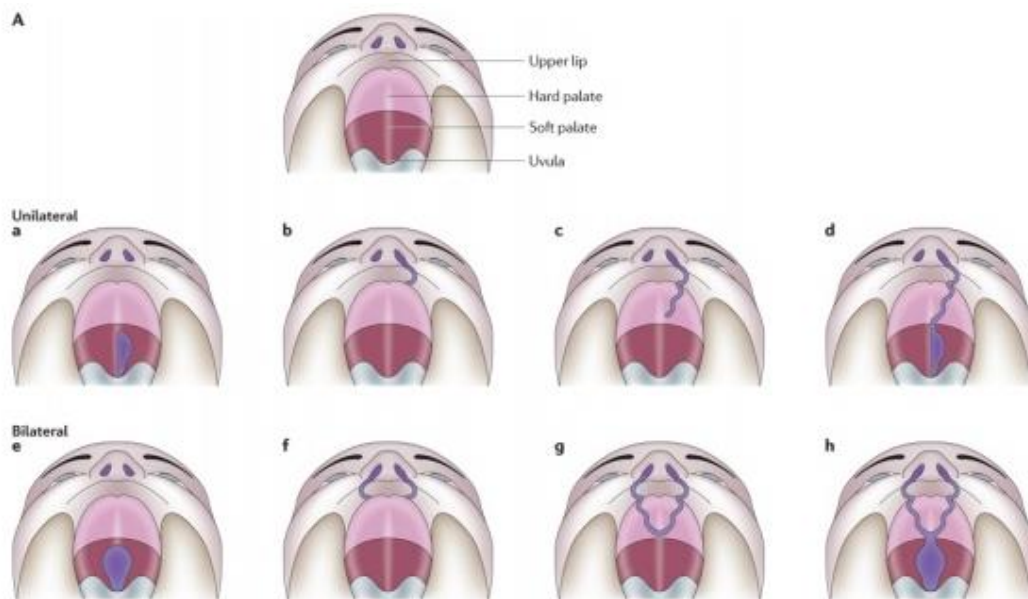 A
Upper lip
Hard palate
Soft palate
Uvula
Unilateral
a b c d
Bilateral
e f g h